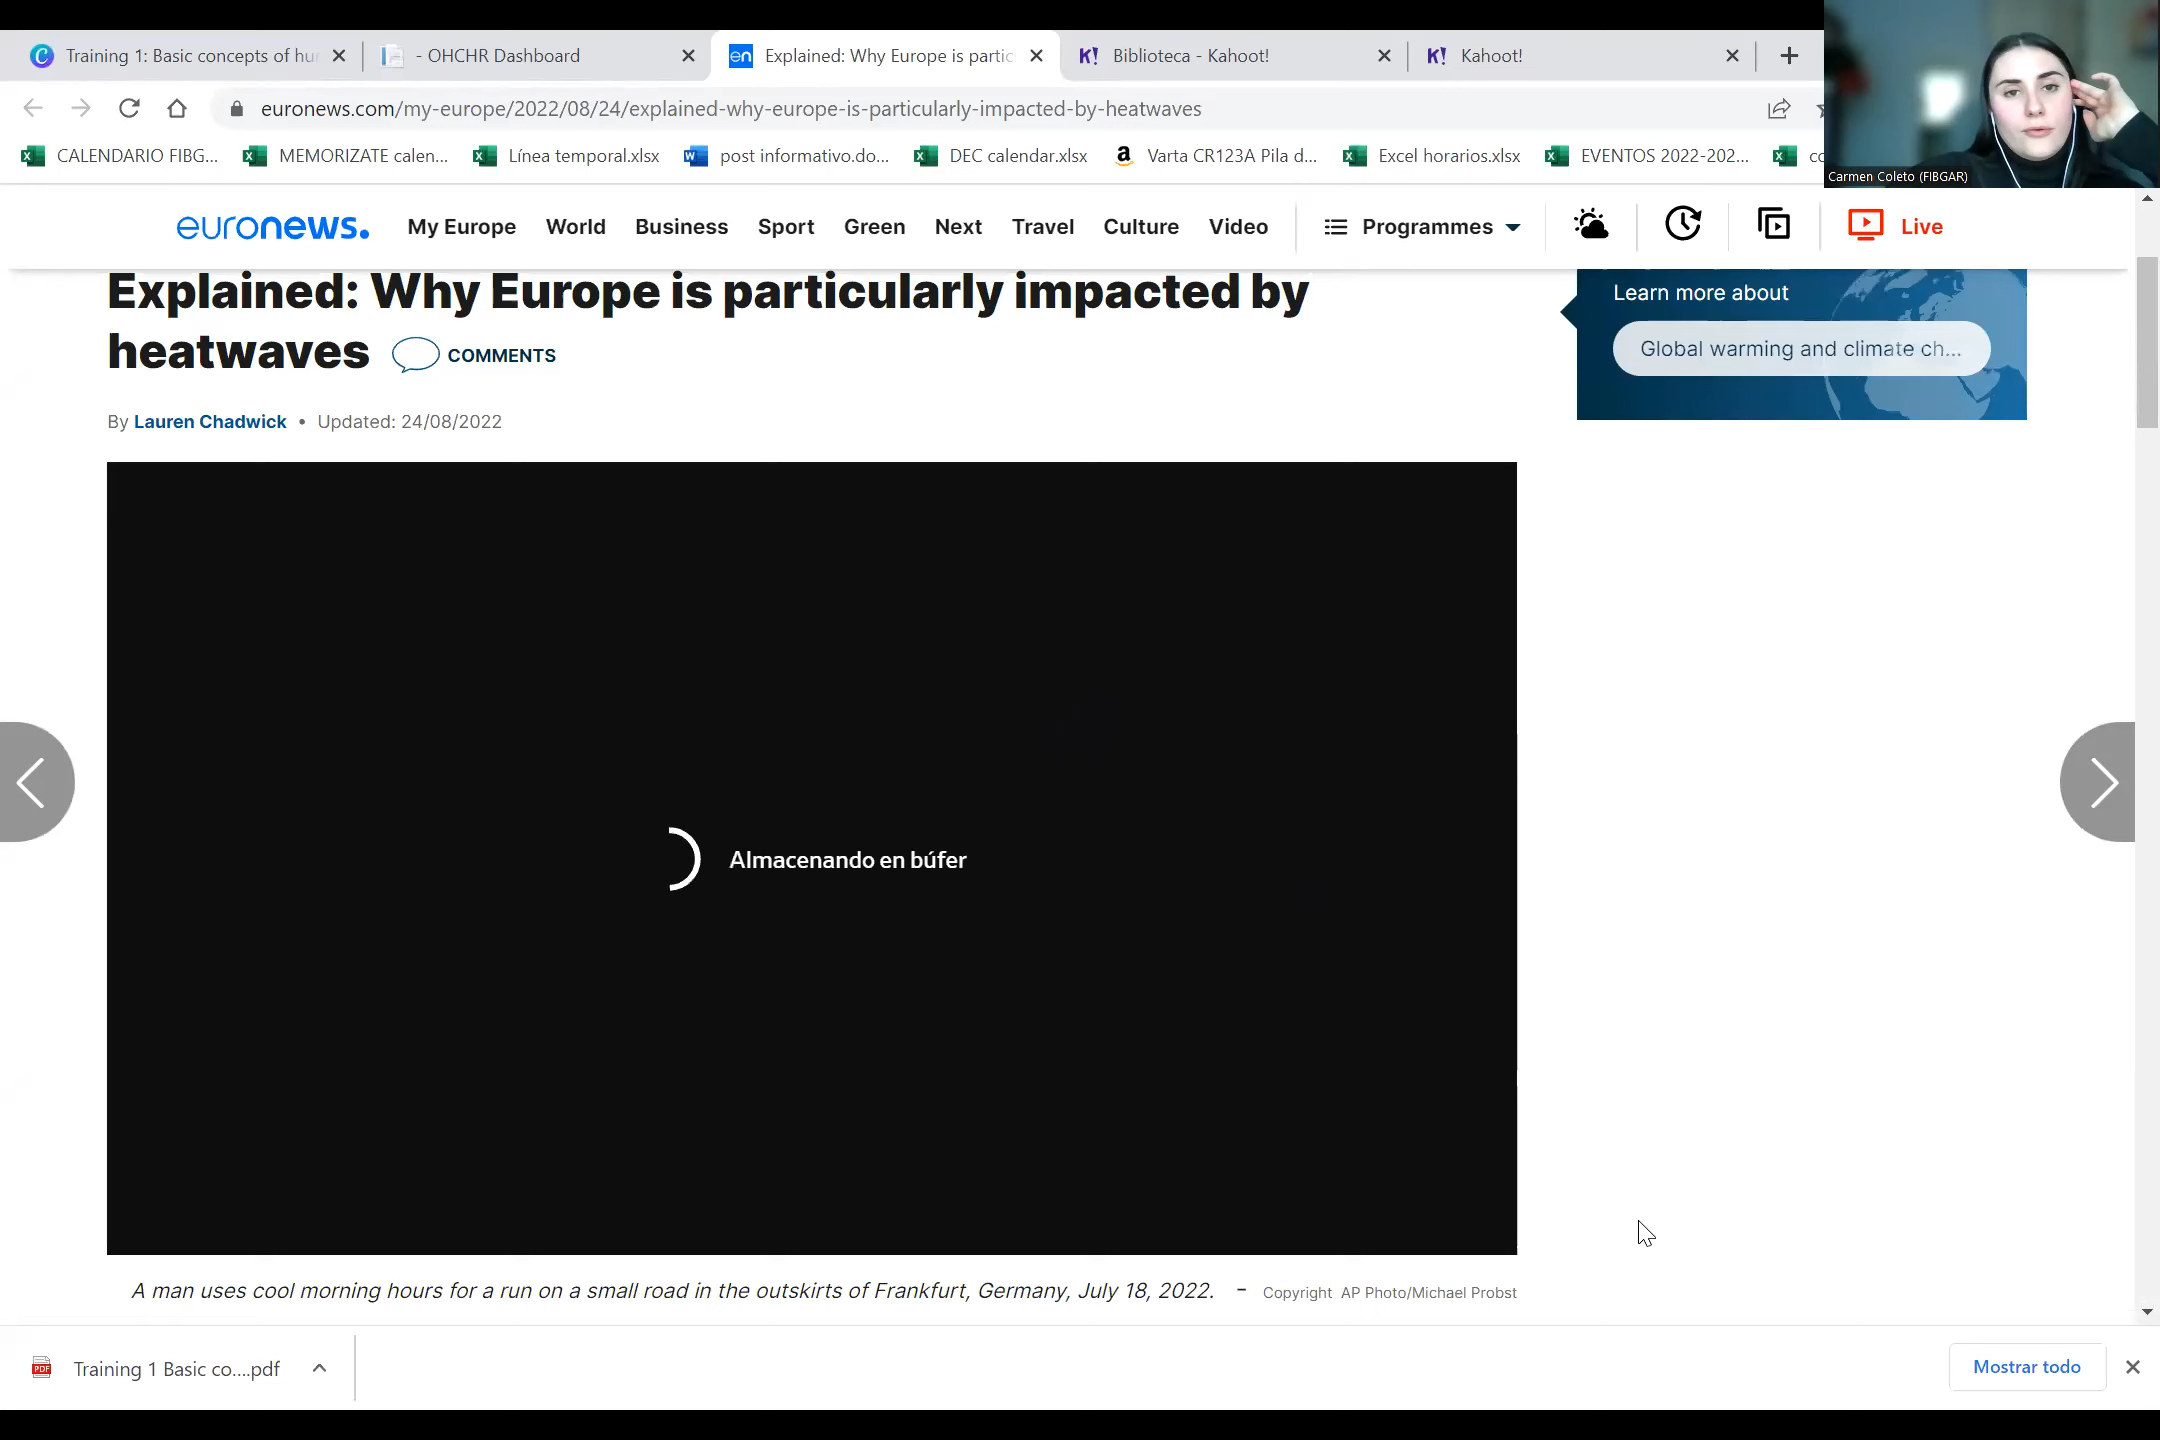 Training 1: Basic concepts of hu
- OHCHR Dashboard
en Explained: Why Europe is partic
K! Biblioteca - Kahoot!
K! Kahoot!
euronews.com/my-europe/2022/08/24/explained-why-europe-is-particularly-impacted-by-heatwaves
CALENDARIO FIBG...
MEMORIZATE calen...
Línea temporal.xlsx
post informativo.do...
DEC calendar.xlsx
Varta CR123A Pila d...
Excel horarios.xlsx
EVENTOS 2022-202...
Carmen Coleto (FIBGAR)
euronews.
My Europe World Business Sport Green Next Travel Culture Video
Programmes
Live
Explained: Why Europe is particularly impacted by
heatwaves COMMENTS
By Lauren Chadwick • Updated: 24/08/2022
Learn more about
Global warming and climate ch...
Almacenando en búfer
A man uses cool morning hours for a run on a small road in the outskirts of Frankfurt, Germany, July 18, 2022. - Copyright AP Photo/Michael Probst
PDF Training 1 Basic co....pdf
Mostrar todo